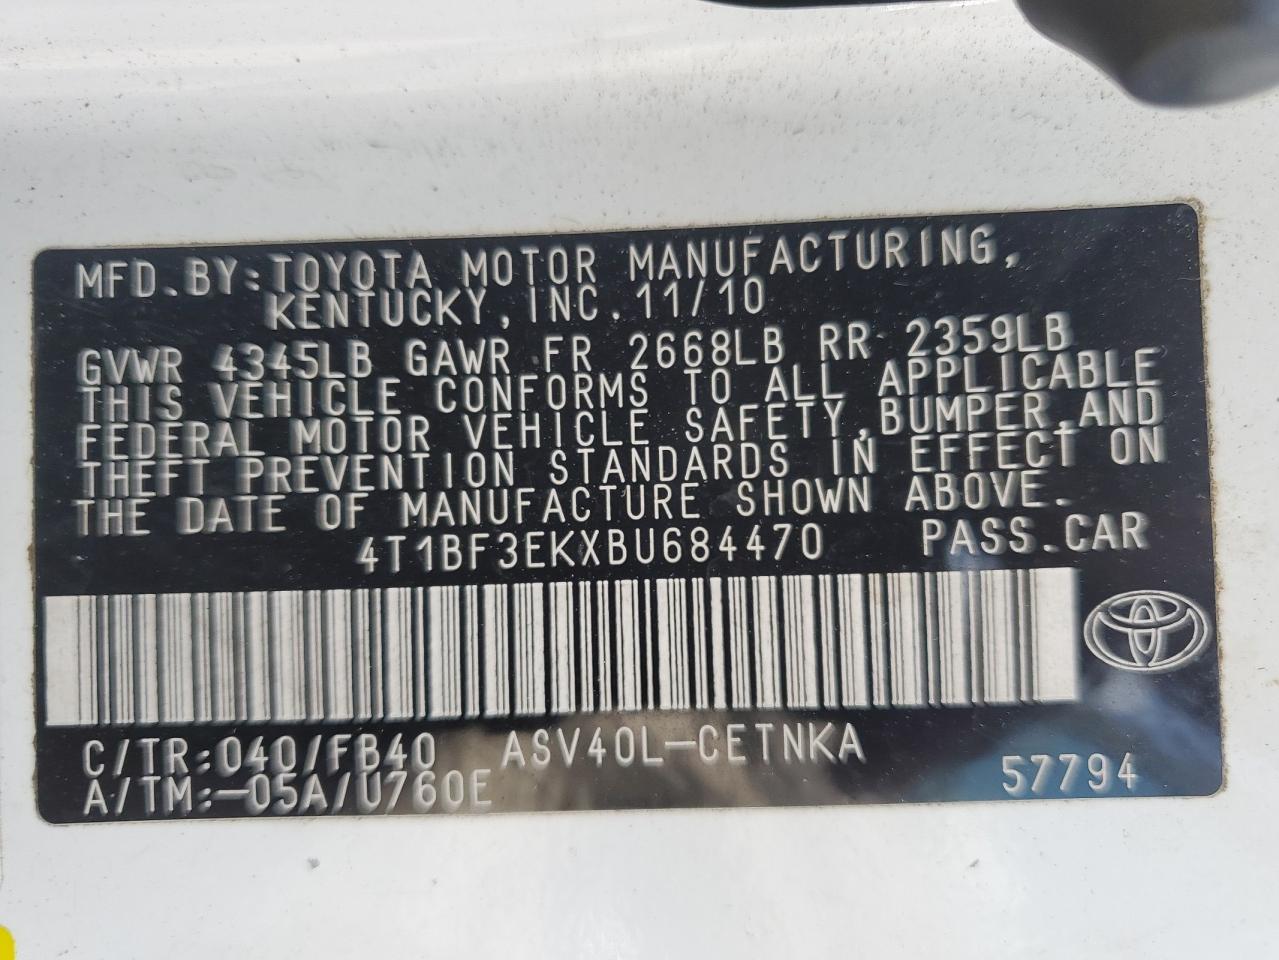 MFD. BY: TOYOTA MOTOR MANUFACTURING,
KENTUCKY, INC. 11/10
GVWR 4345LB GAWR FR 2668LB RR 2359LB
THIS VEHICLE CONFORMS TO ALL APPLICABLE
FEDERAL MOTOR VEHICLE SAFETY, BUMPER, AND
THEFT PREVENTION STANDARDS IN EFFECT ON
THE DATE OF MANUFACTURE SHOWN ABOVE.
4T1BF3EKXBU684470 PASS. CAR
C/TR: 040/FB40 ASV40L-CETNKA
A/TM: -05A/U760E 57794